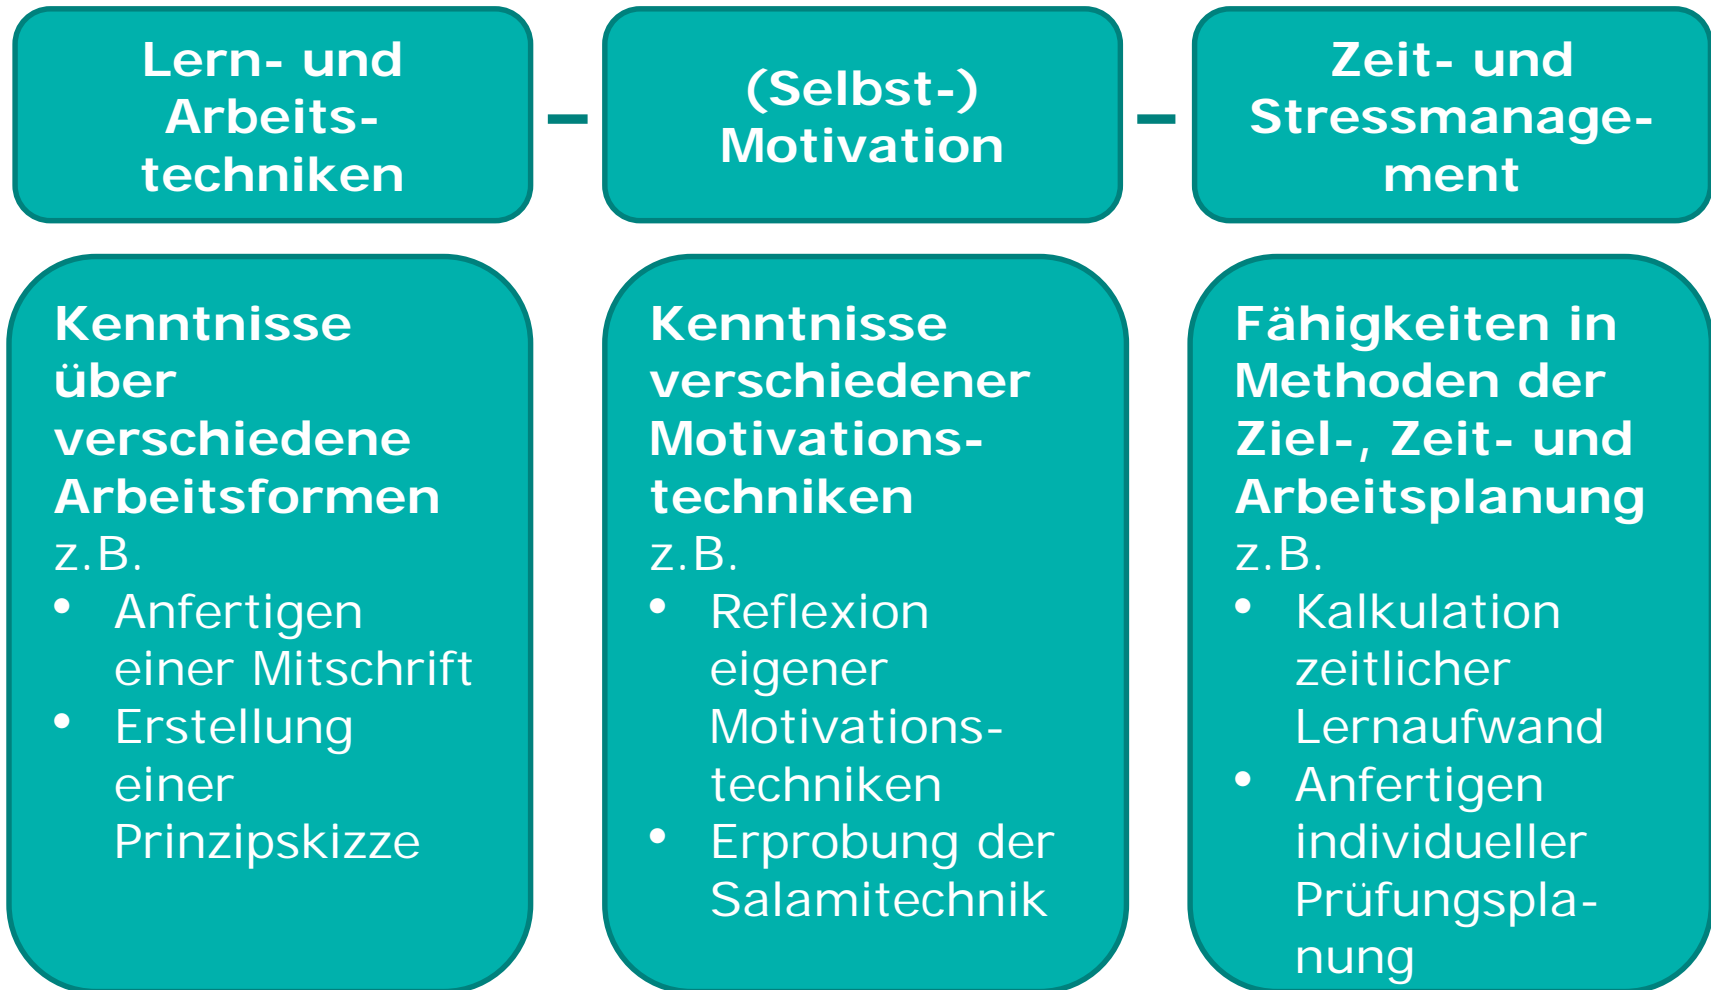 Lern- und
Arbeits-
techniken
(Selbst-)
Motivation
Zeit- und
Stressmanage-
ment
Kenntnisse
über
verschiedene
Arbeitsformen
z.B.
• Anfertigen
einer Mitschrift
• Erstellung
einer
Prinzipskizze
Kenntnisse
verschiedener
Motivations-
techniken
z.B.
• Reflexion
eigener
Motivations-
techniken
• Erprobung der
Salamitechnik
Fähigkeiten in
Methoden der
Ziel-, Zeit- und
Arbeitsplanung
z.B.
• Kalkulation
zeitlicher
Lernaufwand
• Anfertigen
individueller
Prüfungspla-
nung